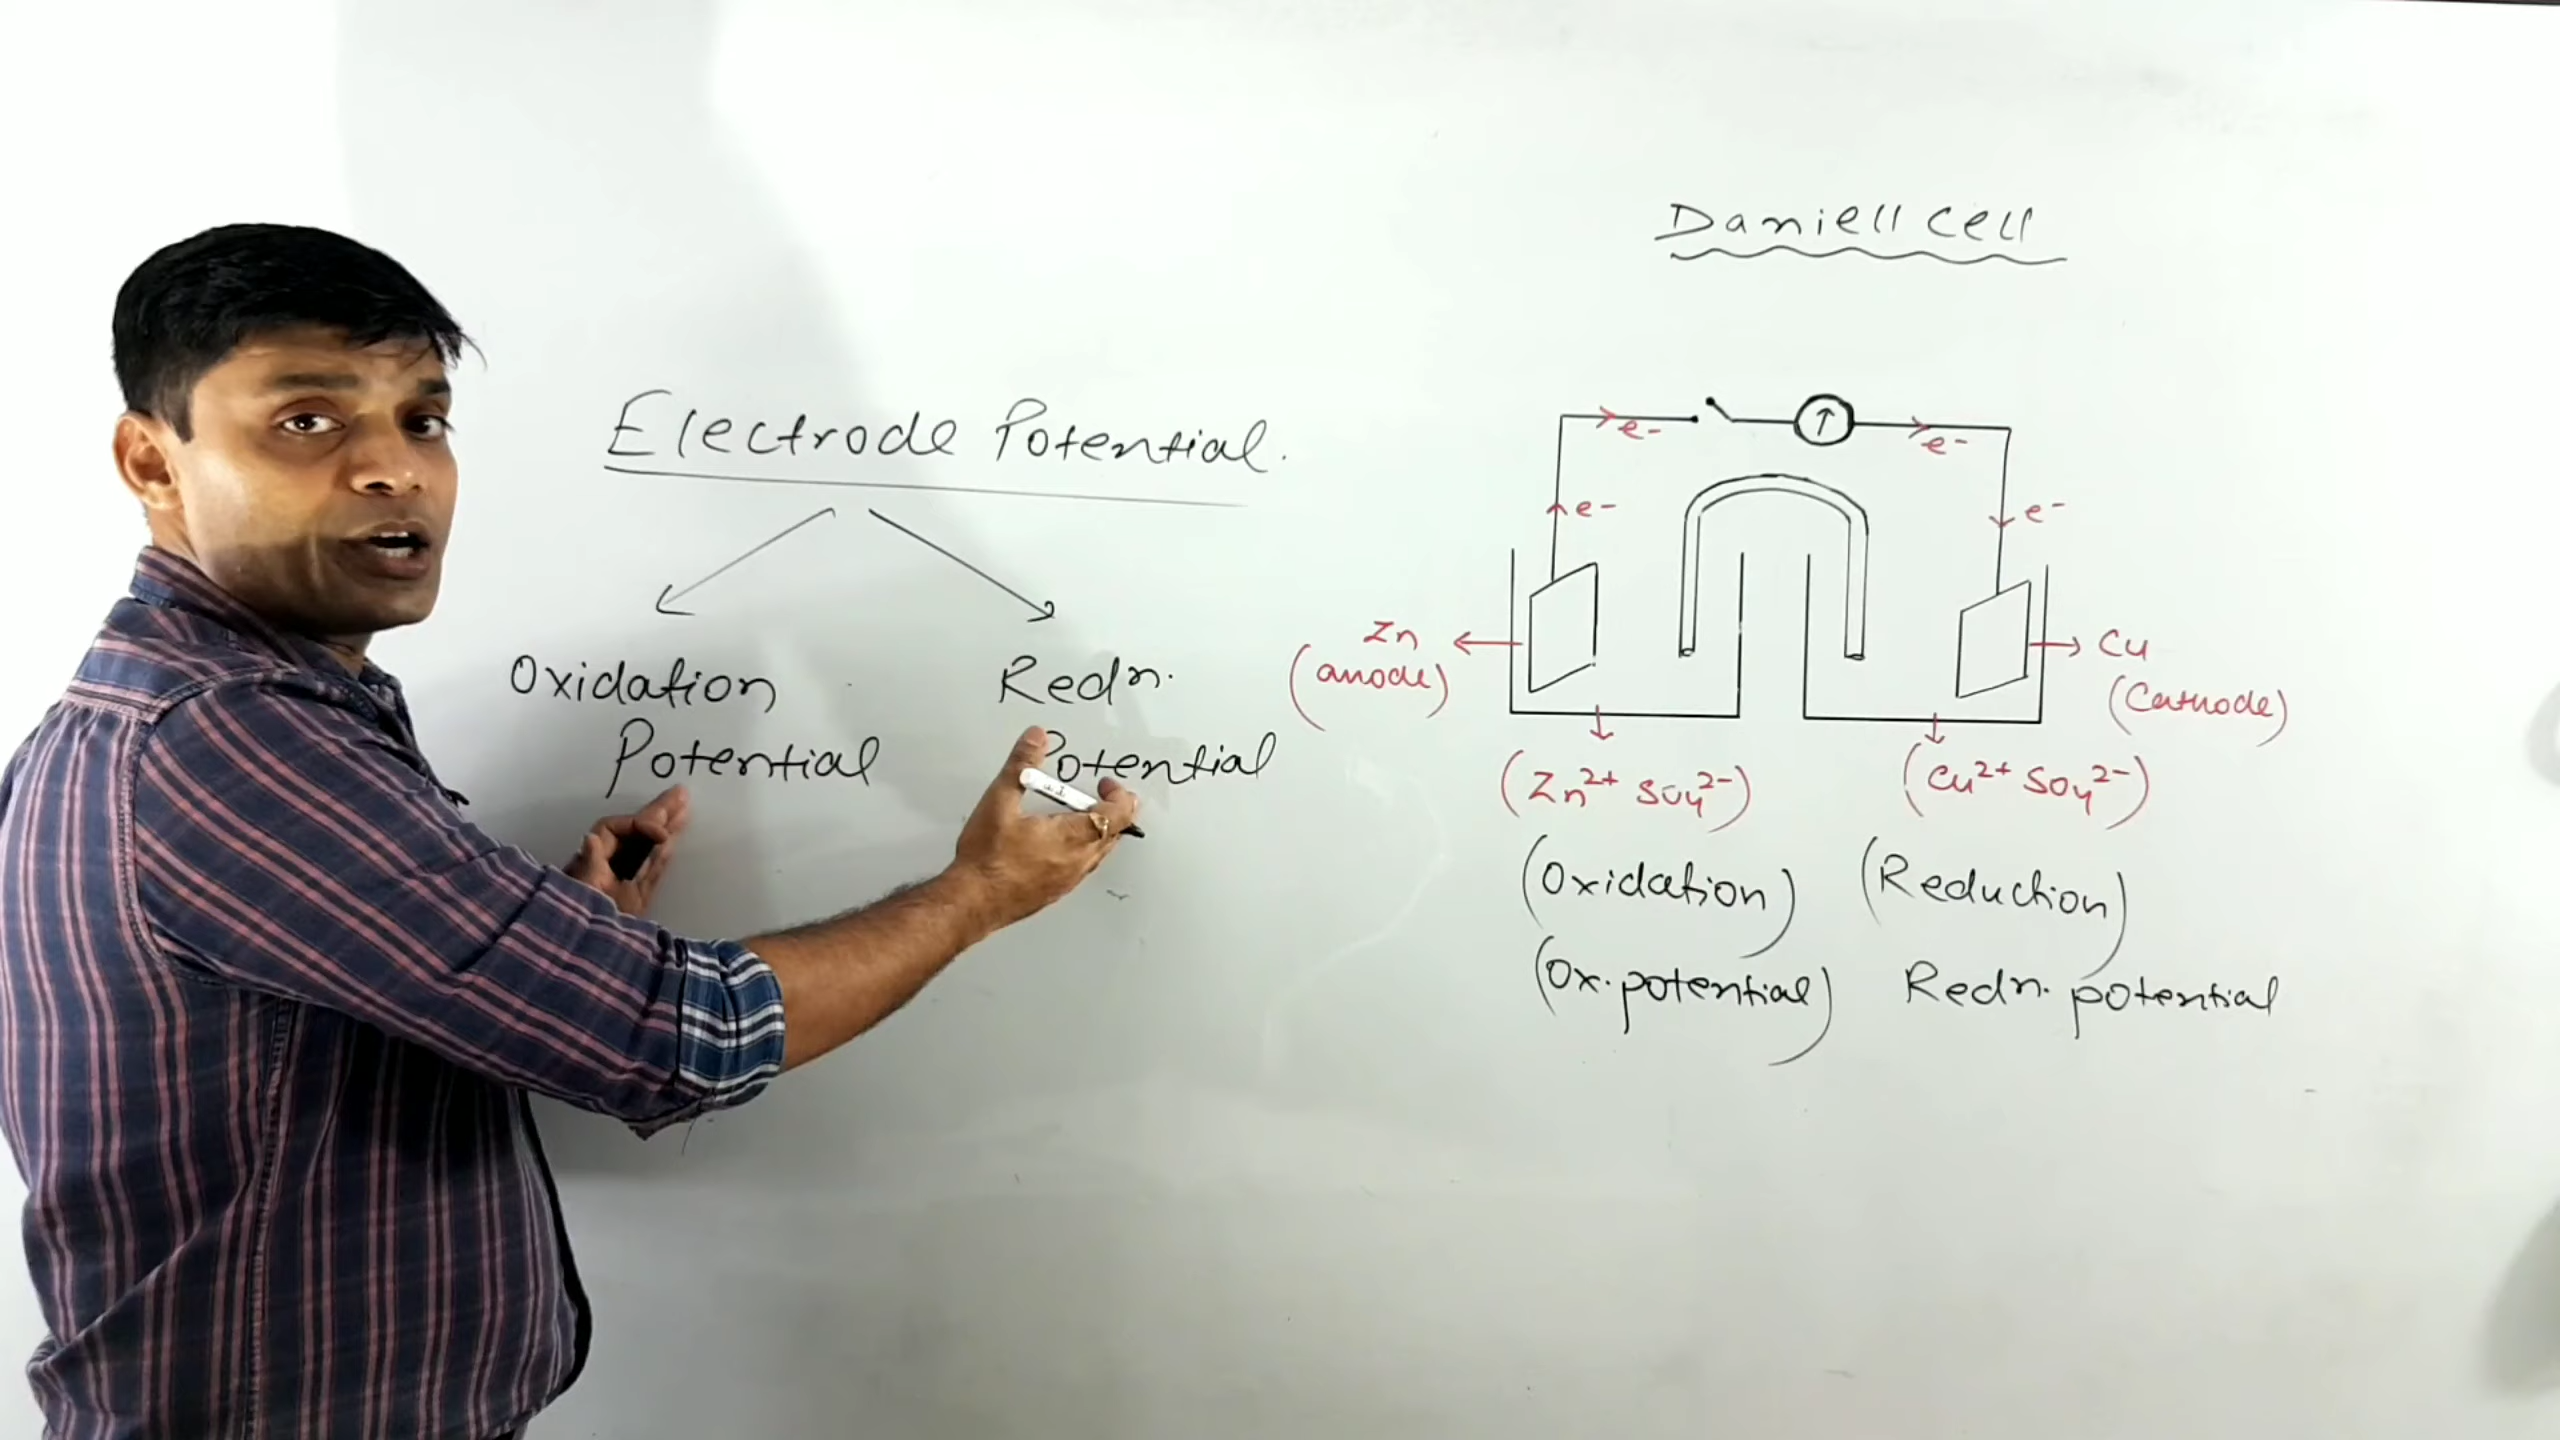 Daniell cell
Electrode Potential.
Oxidation
Potential
Redn.
Potential
e- e-
e- e-
Zn
(anode)
Cu
(Cathode)
(Zn²⁺ SO₄²⁻) (Cu²⁺ SO₄²⁻)
(Oxidation) (Reduction)
(Ox. potential) Redn. potential